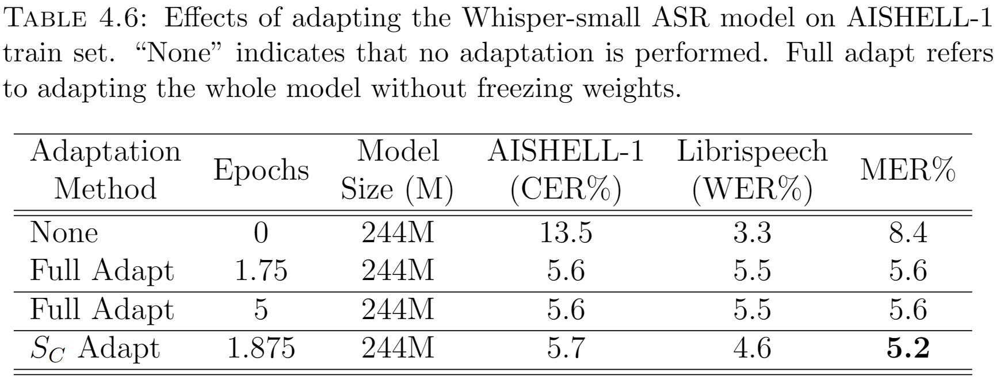 TABLE 4.6: Effects of adapting the Whisper-small ASR model on AISHELL-1
train set. “None” indicates that no adaptation is performed. Full adapt refers
to adapting the whole model without freezing weights.
Adaptation Method Epochs Model Size (M) AISHELL-1 (CER%) Librispeech (WER%) MER%
None 0 244M 13.5 3.3 8.4
Full Adapt 1.75 244M 5.6 5.5 5.6
Full Adapt 5 244M 5.6 5.5 5.6
S_C Adapt 1.875 244M 5.7 4.6 5.2